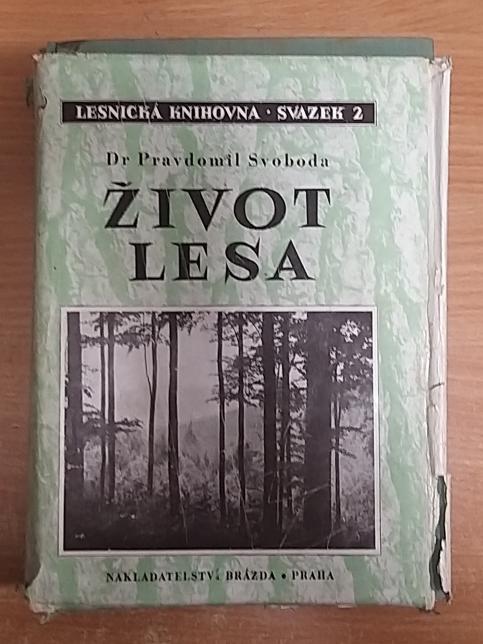 LESNICKÁ KNIHOVNA · SVAZEK 2
Dr Pravdomil Svoboda
ŽIVOT
LESA
NAKLADATELSTVÍ BRÁZDA • PRAHA